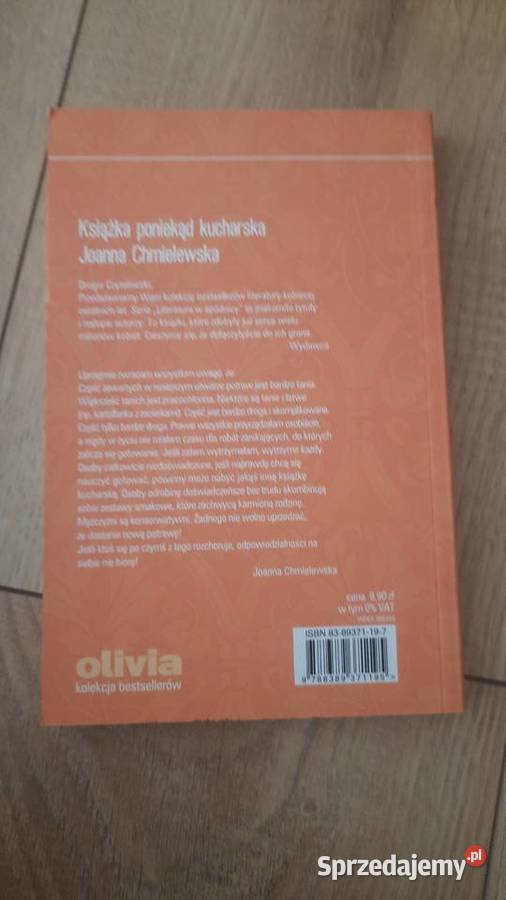 Książka poniekąd kucharska
Joanna Chmielewska
Drogie Czytelniczki,
Przedstawiamy Wam kolekcję bestsellerów literatury kobiecej
ostatnich lat. Seria „Literatura w spódnicy” to znakomite tytuły
i najlepsi autorzy. To książki, które zdobyły już serca wielu
milionów kobiet. Cieszymy się, że dołączyłyście do ich grona.
Wydawca
Uprzejmie zwracam wszystkim uwagę, że:
Część zawartych w niniejszym utworze potraw jest bardzo tania.
Większość tanich jest pracochłonna. Niektóre są tanie i łatwe
(np. kartoflanka z zacierkami). Część jest bardzo droga i skomplikowana.
Część tylko bardzo droga. Prawie wszystkie przyrządzałam osobiście,
a nigdy w życiu nie miałam czasu dla robót zanikających, do których
zalicza się gotowanie. Jeśli zatem wytrzymałam, wytrzyma każdy.
Osoby całkowicie niedoświadczone, jeśli naprawdę chcą się
nauczyć gotować, powinny może nabyć jakąś inną książkę
kucharską. Osoby odrobinę doświadczeńsze bez trudu skombinują
sobie zestawy smakowe, które zachwycą karmioną rodzinę.
Mężczyźni są konserwatywni. Żadnego nie wolno uprzedzać,
że dostanie nową potrawę!
Jeśli ktoś się po czymś z tego rozchoruje, odpowiedzialności na
siebie nie biorę!
Joanna Chmielewska
cena 9,90 zł
w tym 0% VAT
ISBN 83-89371-19-7
9 788389 371195 >
olivia
kolekcja bestsellerów
Sprzedajemy.pl